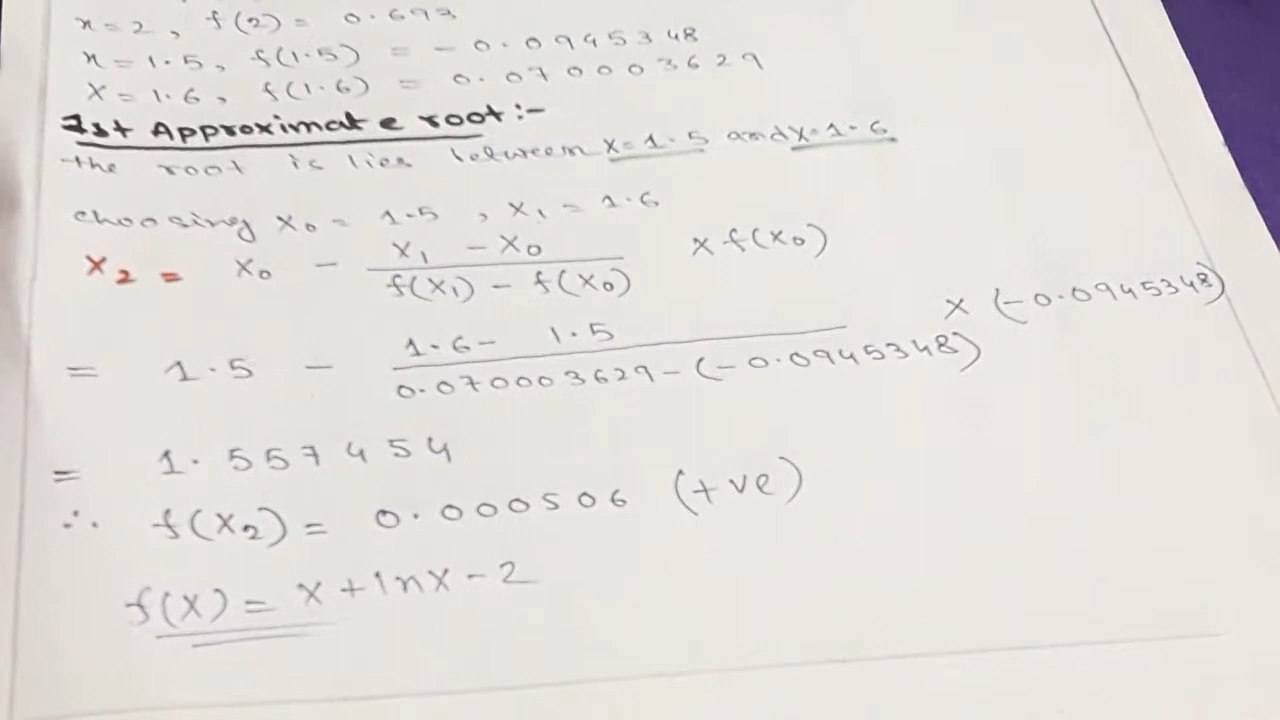 x=2, f(2) = 0.693
x=1.5, f(1.5) = -0.0945348
x=1.6, f(1.6) = 0.070003629
1st Approximate root:-
the root is lies between x=1.5 and x=1.6
choosing x₀ = 1.5, x₁ = 1.6
x₂ = x₀ - (x₁ - x₀)/(f(x₁) - f(x₀)) × f(x₀)
= 1.5 - (1.6 - 1.5)/(0.070003629 - (-0.0945348)) × (-0.0945348)
= 1.557454
∴ f(x₂) = 0.000506 (+ve)
f(x) = x + lnx - 2